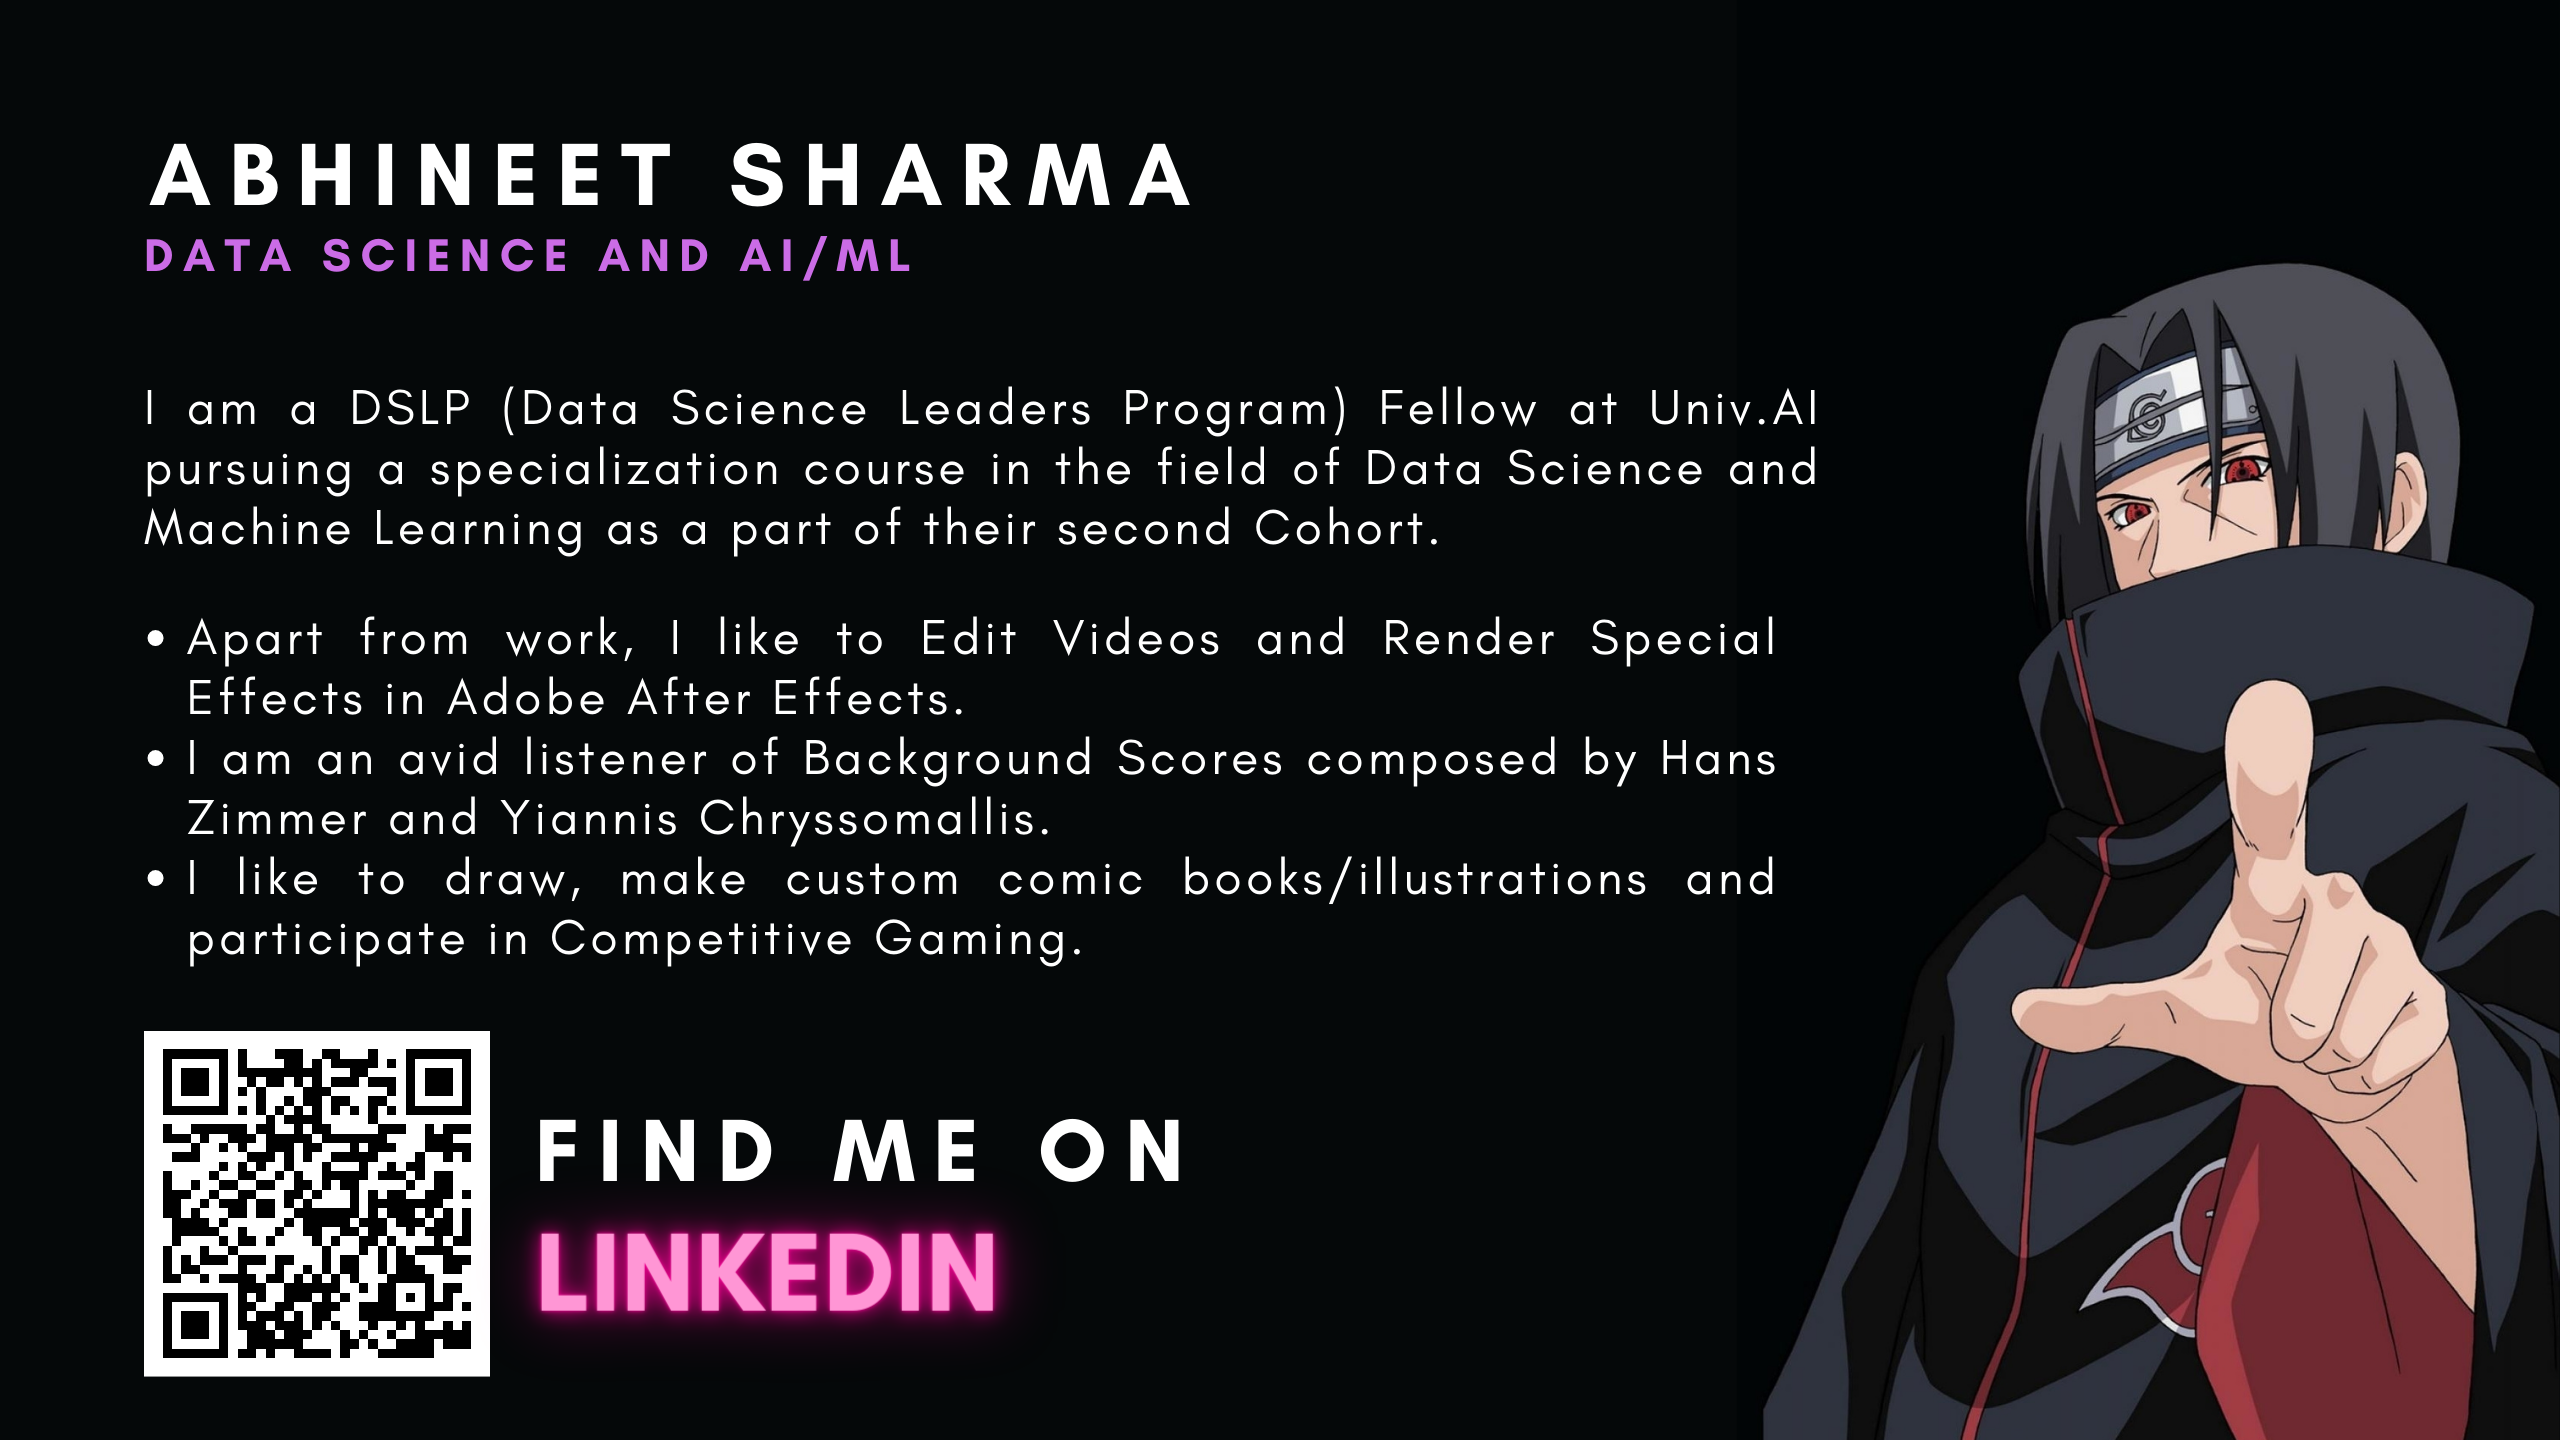 ABHINEET SHARMA
DATA SCIENCE AND AI/ML
I am a DSLP (Data Science Leaders Program) Fellow at Univ.AI
pursuing a specialization course in the field of Data Science and
Machine Learning as a part of their second Cohort.
• Apart from work, I like to Edit Videos and Render Special
Effects in Adobe After Effects.
• I am an avid listener of Background Scores composed by Hans
Zimmer and Yiannis Chryssomallis.
• I like to draw, make custom comic books/illustrations and
participate in Competitive Gaming.
FIND ME ON
LINKEDIN